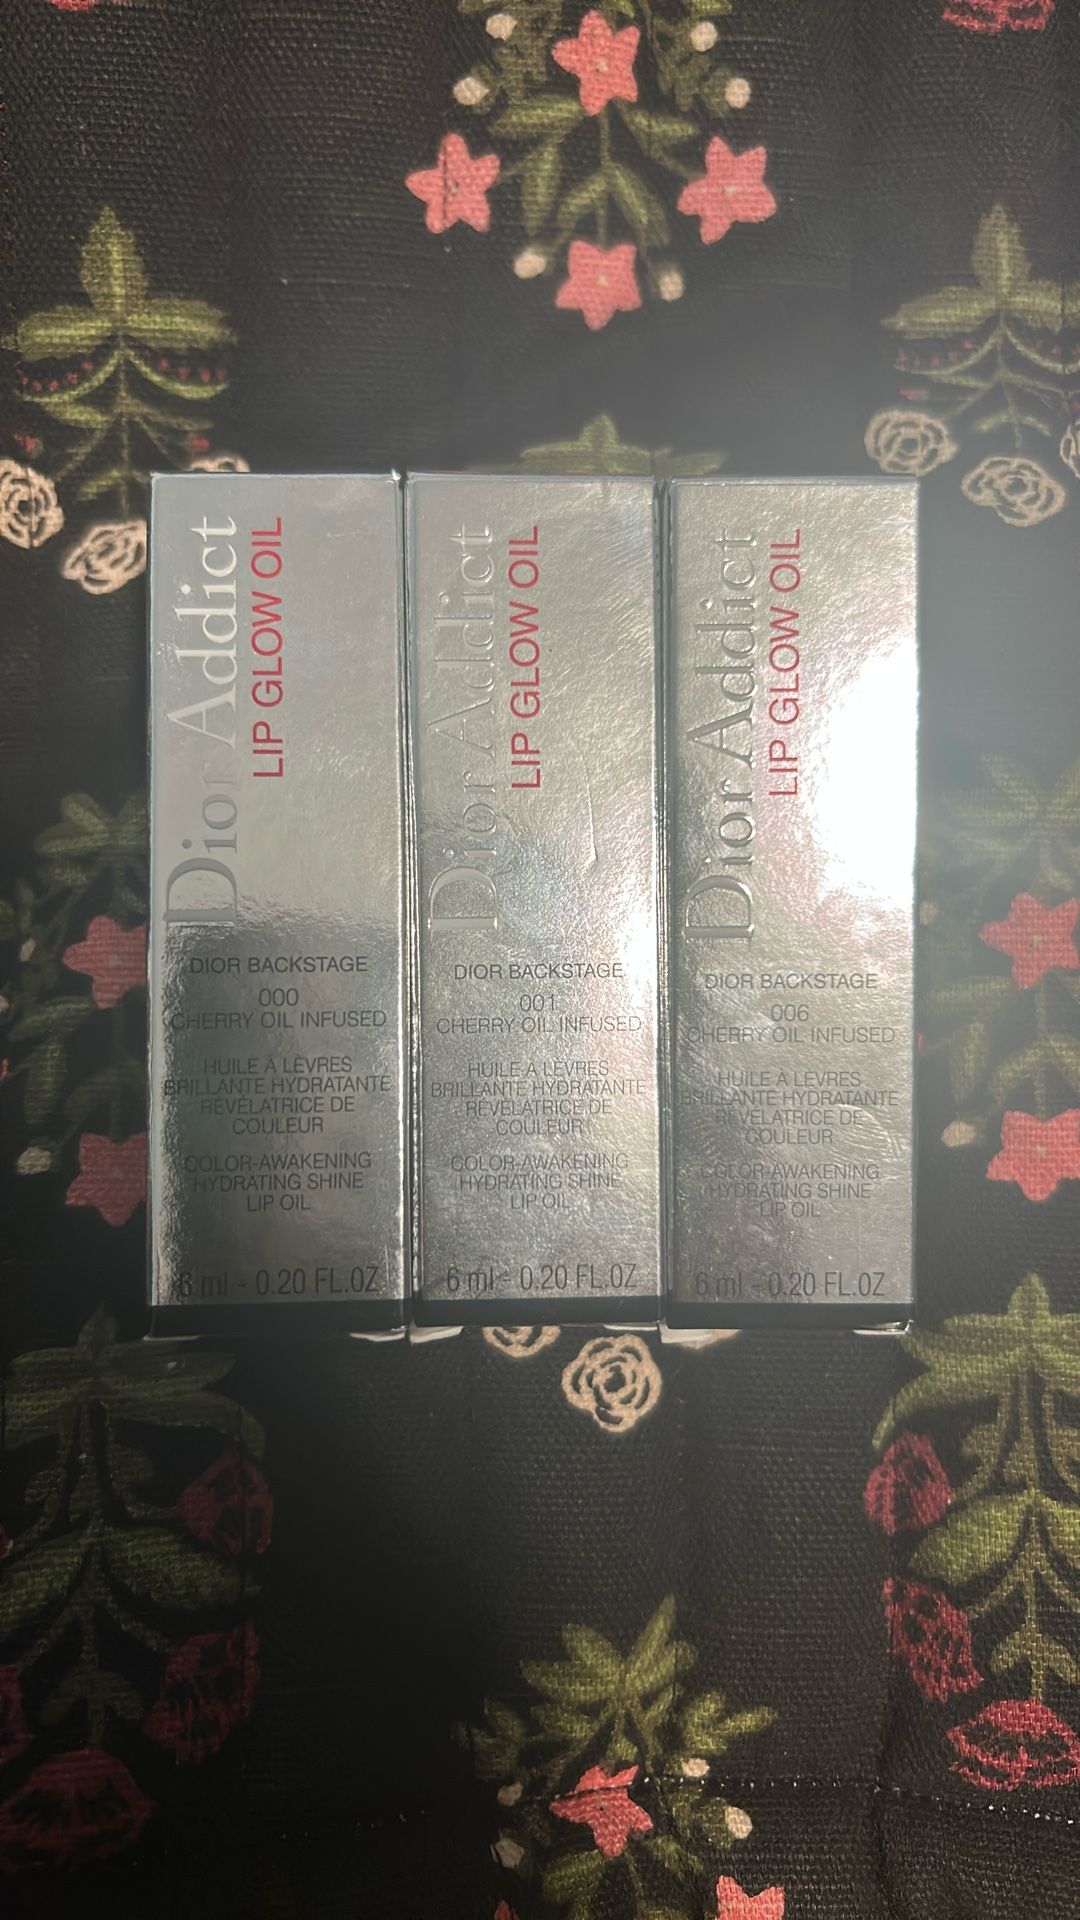 Dior Addict
LIP GLOW OIL
DIOR BACKSTAGE
000
CHERRY OIL INFUSED
HUILE À LÈVRES
BRILLANTE HYDRATANTE
RÉVÉLATRICE DE
COULEUR
COLOR-AWAKENING
HYDRATING SHINE
LIP OIL
6 ml - 0.20 FL.OZ
Dior Addict
LIP GLOW OIL
DIOR BACKSTAGE
001
CHERRY OIL INFUSED
HUILE À LÈVRES
BRILLANTE HYDRATANTE
RÉVÉLATRICE DE
COULEUR
COLOR-AWAKENING
HYDRATING SHINE
LIP OIL
6 ml - 0.20 FL.OZ
Dior Addict
LIP GLOW OIL
DIOR BACKSTAGE
006
CHERRY OIL INFUSED
HUILE À LÈVRES
BRILLANTE HYDRATANTE
RÉVÉLATRICE DE
COULEUR
COLOR-AWAKENING
HYDRATING SHINE
LIP OIL
6 ml - 0.20 FL.OZ